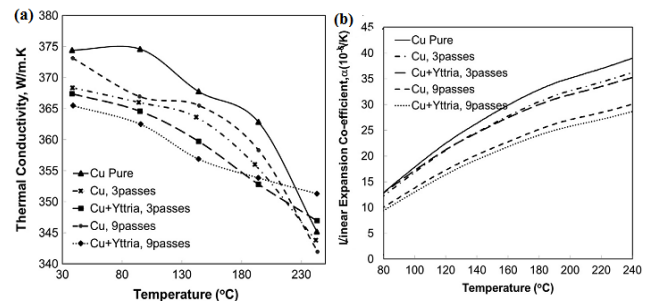 (a)
Thermal Conductivity, W/m.K
380
375
370
365
360
355
350
345
340
Cu Pure
Cu, 3passes
Cu+Yttria, 3passes
Cu, 9passes
Cu+Yttria, 9passes
30 80 130 180 230
Temperature (°C)
(b)
Linear Expansion Co-efficient,α(10⁻⁶/K)
45
40
35
30
25
20
15
10
5
0
Cu Pure
Cu, 3passes
Cu+Yttria, 3passes
Cu, 9passes
Cu+Yttria, 9passes
80 100 120 140 160 180 200 220 240
Temperature (°C)